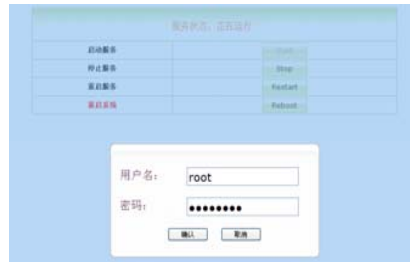 服务状态：正在运行
启动服务 Start
停止服务 Stop
重启服务 Restart
重启系统 Reboot
用户名： root
密码： ●●●●●●●●
确认 取消